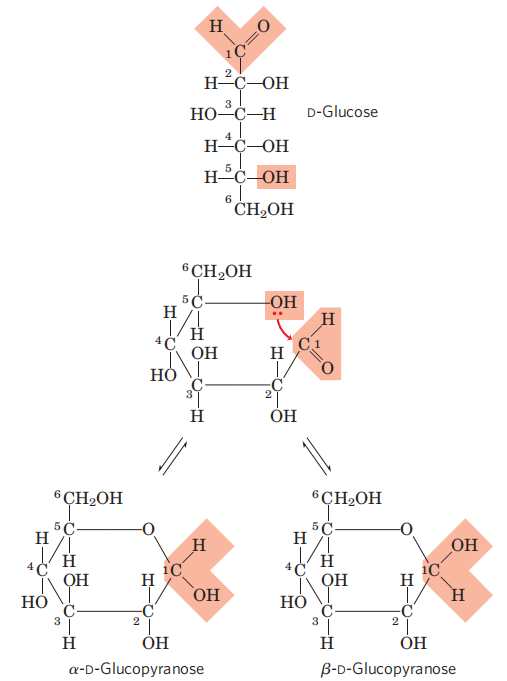 H O
1 C
2
H–C–OH
3
HO–C–H D-Glucose
4
H–C–OH
5
H–C–OH
6
CH₂OH
6 CH₂OH
5 C OH
H H
H
4 C C 1
OH H
HO O
C C
3 2
H OH
6 CH₂OH 6 CH₂OH
5 C O 5 C O
H H H OH
H H
4 C 1C 4 C 1C
OH H OH H
HO OH HO H
C C C C
3 2 3 2
H OH H OH
α-D-Glucopyranose β-D-Glucopyranose